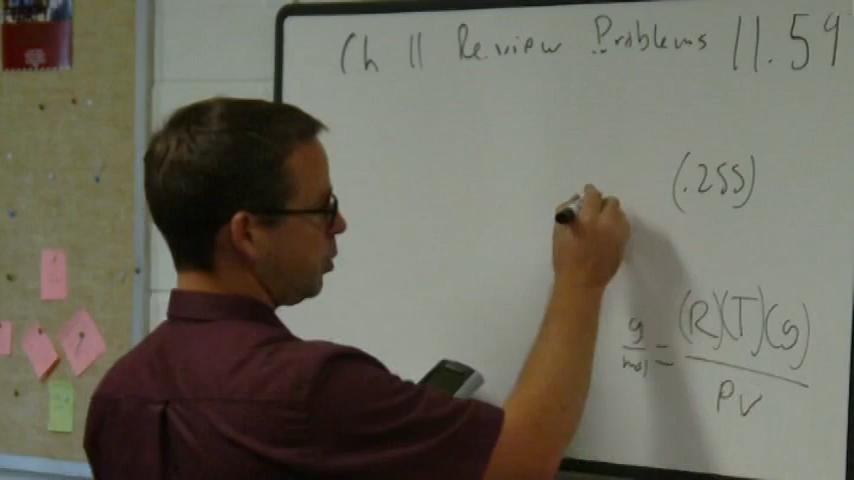 Ch 11 Review Problems 11.59
(.255)
g/mol = (R)(T)(g)/PV